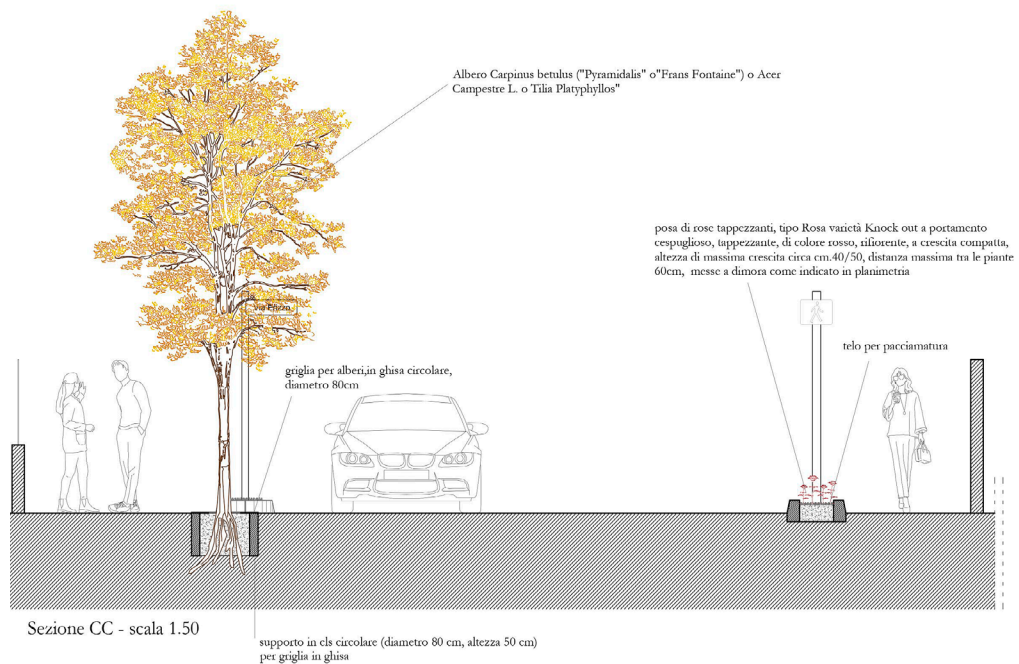 Albero Carpinus betulus ("Pyramidalis" o"Frans Fontaine") o Acer
Campestre L. o Tilia Platyphyllos"
posa di rose tappezzanti, tipo Rosa varietà Knock out a portamento
cespuglioso, tappezzante, di colore rosso, rifiorente, a crescita compatta,
altezza di massima crescita circa cm.40/50, distanza massima tra le piante
60cm, messe a dimora come indicato in planimetria
via
telo per pacciamatura
griglia per alberi,in ghisa circolare,
diametro 80cm
Sezione CC - scala 1.50
supporto in cls circolare (diametro 80 cm, altezza 50 cm)
per griglia in ghisa